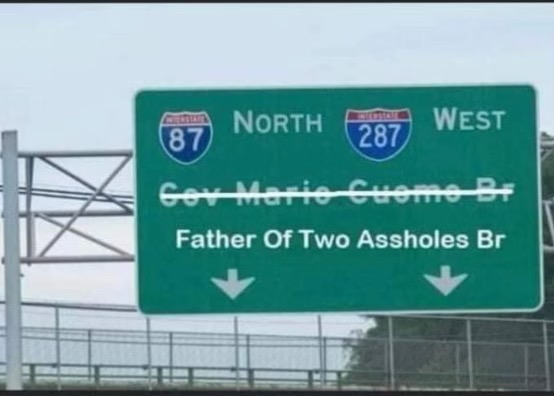 INTERSTATE 87 NORTH INTERSTATE 287 WEST
Gov Mario Cuomo Br
Father Of Two Assholes Br